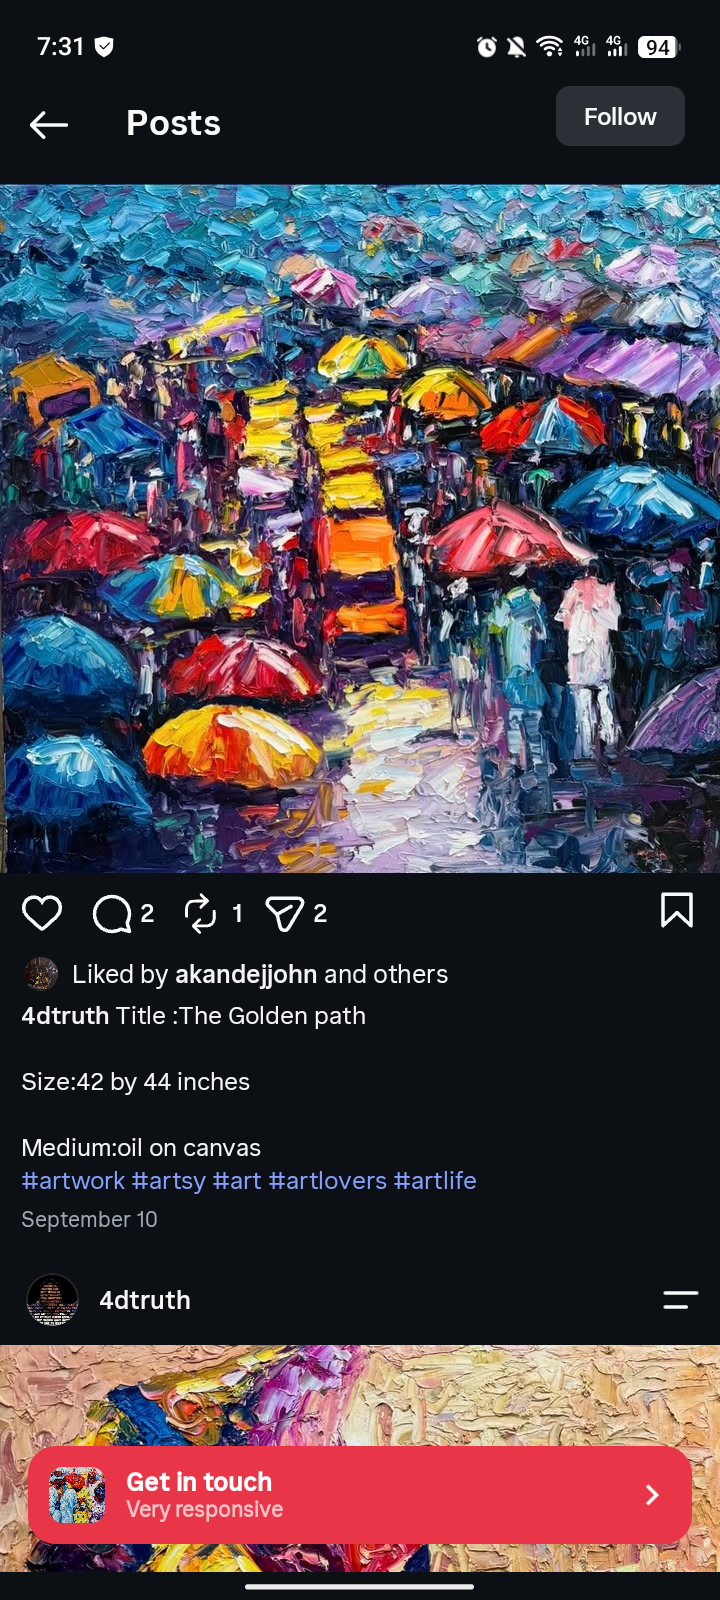 7:31
4G 4G 94
Posts
Follow
2 1 2
Liked by akandejjohn and others
4dtruth Title :The Golden path
Size:42 by 44 inches
Medium:oil on canvas
#artwork #artsy #art #artlovers #artlife
September 10
4dtruth
Get in touch
Very responsive